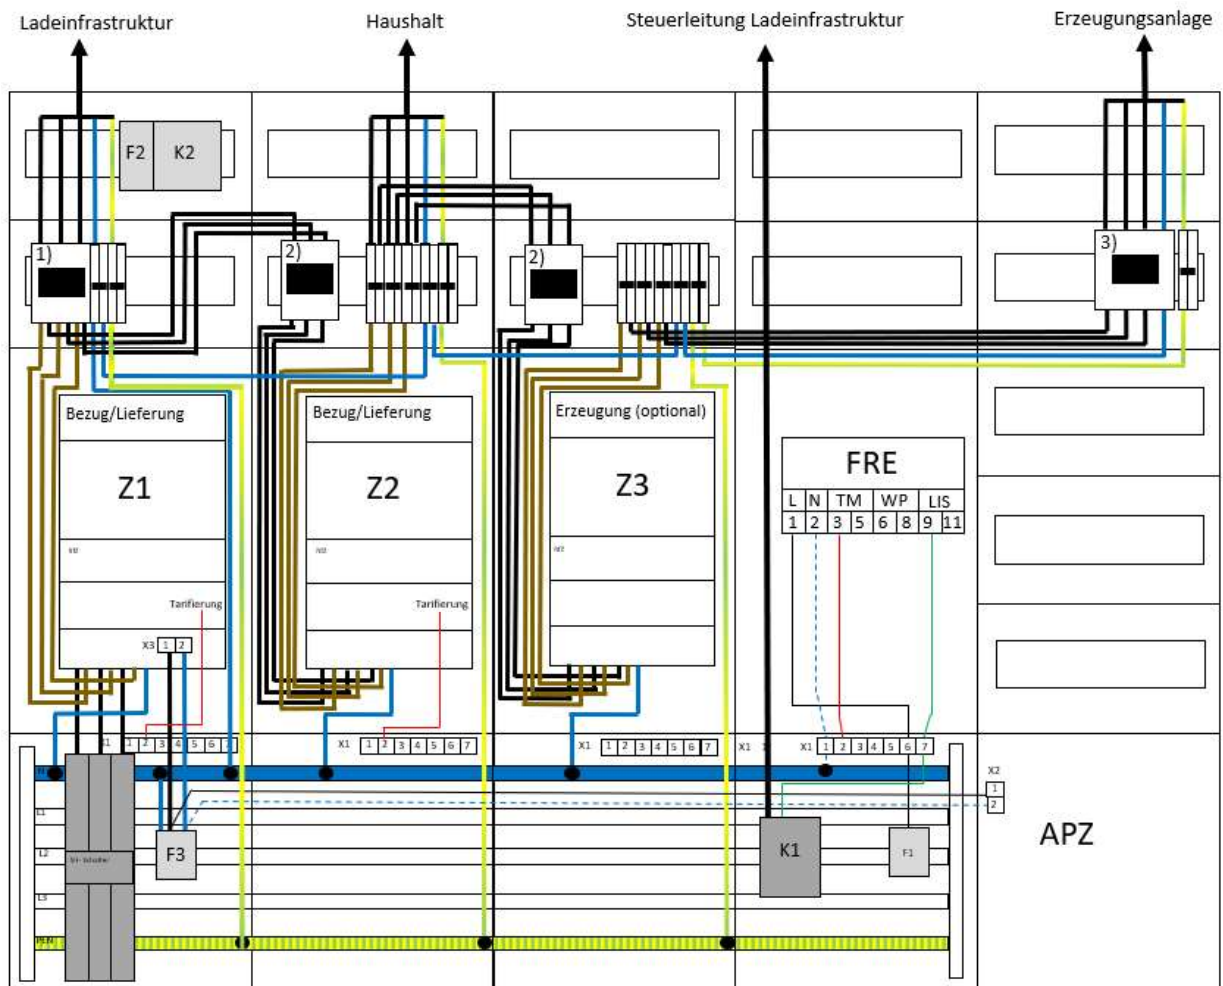 Ladeinfrastruktur
Haushalt
Steuerleitung Ladeinfrastruktur
Erzeugungsanlage
F2
K2
1)
2)
2)
3)
Bezug/Lieferung
Bezug/Lieferung
Erzeugung (optional)
Z1
Z2
Z3
FRE
L N TM WP LIS
1 2 3 5 6 8 9 11
Tarifierung
Tarifierung
X3 1 2
1 2 3 4 5 6 7
X1 1 2 3 4 5 6 7
X1 1 2 3 4 5 6 7
X1
X1 1 2 3 4 5 6 7
N
X2
1
2
L1
L2
L3
F3
K1
F1
APZ
PEN